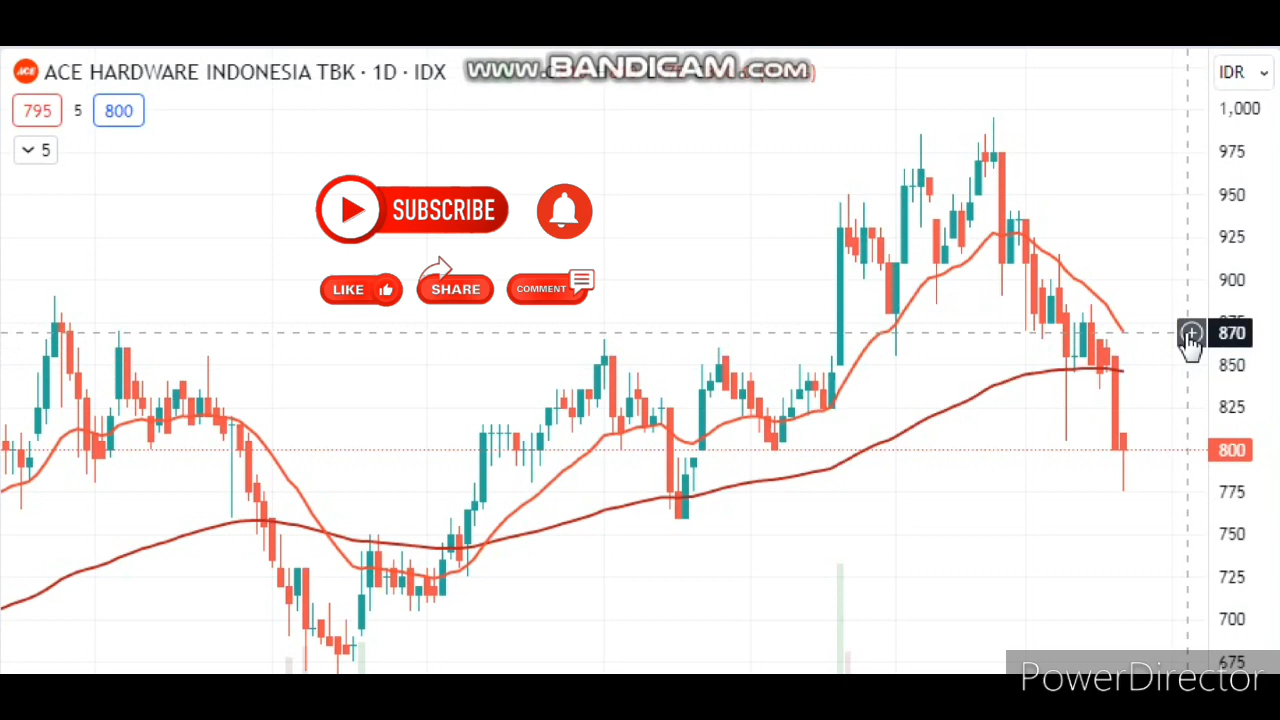 ACE HARDWARE INDONESIA TBK · 1D · IDX
www.BANDICAM.com
IDR
795 5 800
5
SUBSCRIBE
LIKE SHARE COMMENT
1,000
975
950
925
900
875
870
850
825
800
775
750
725
700
675
PowerDirector